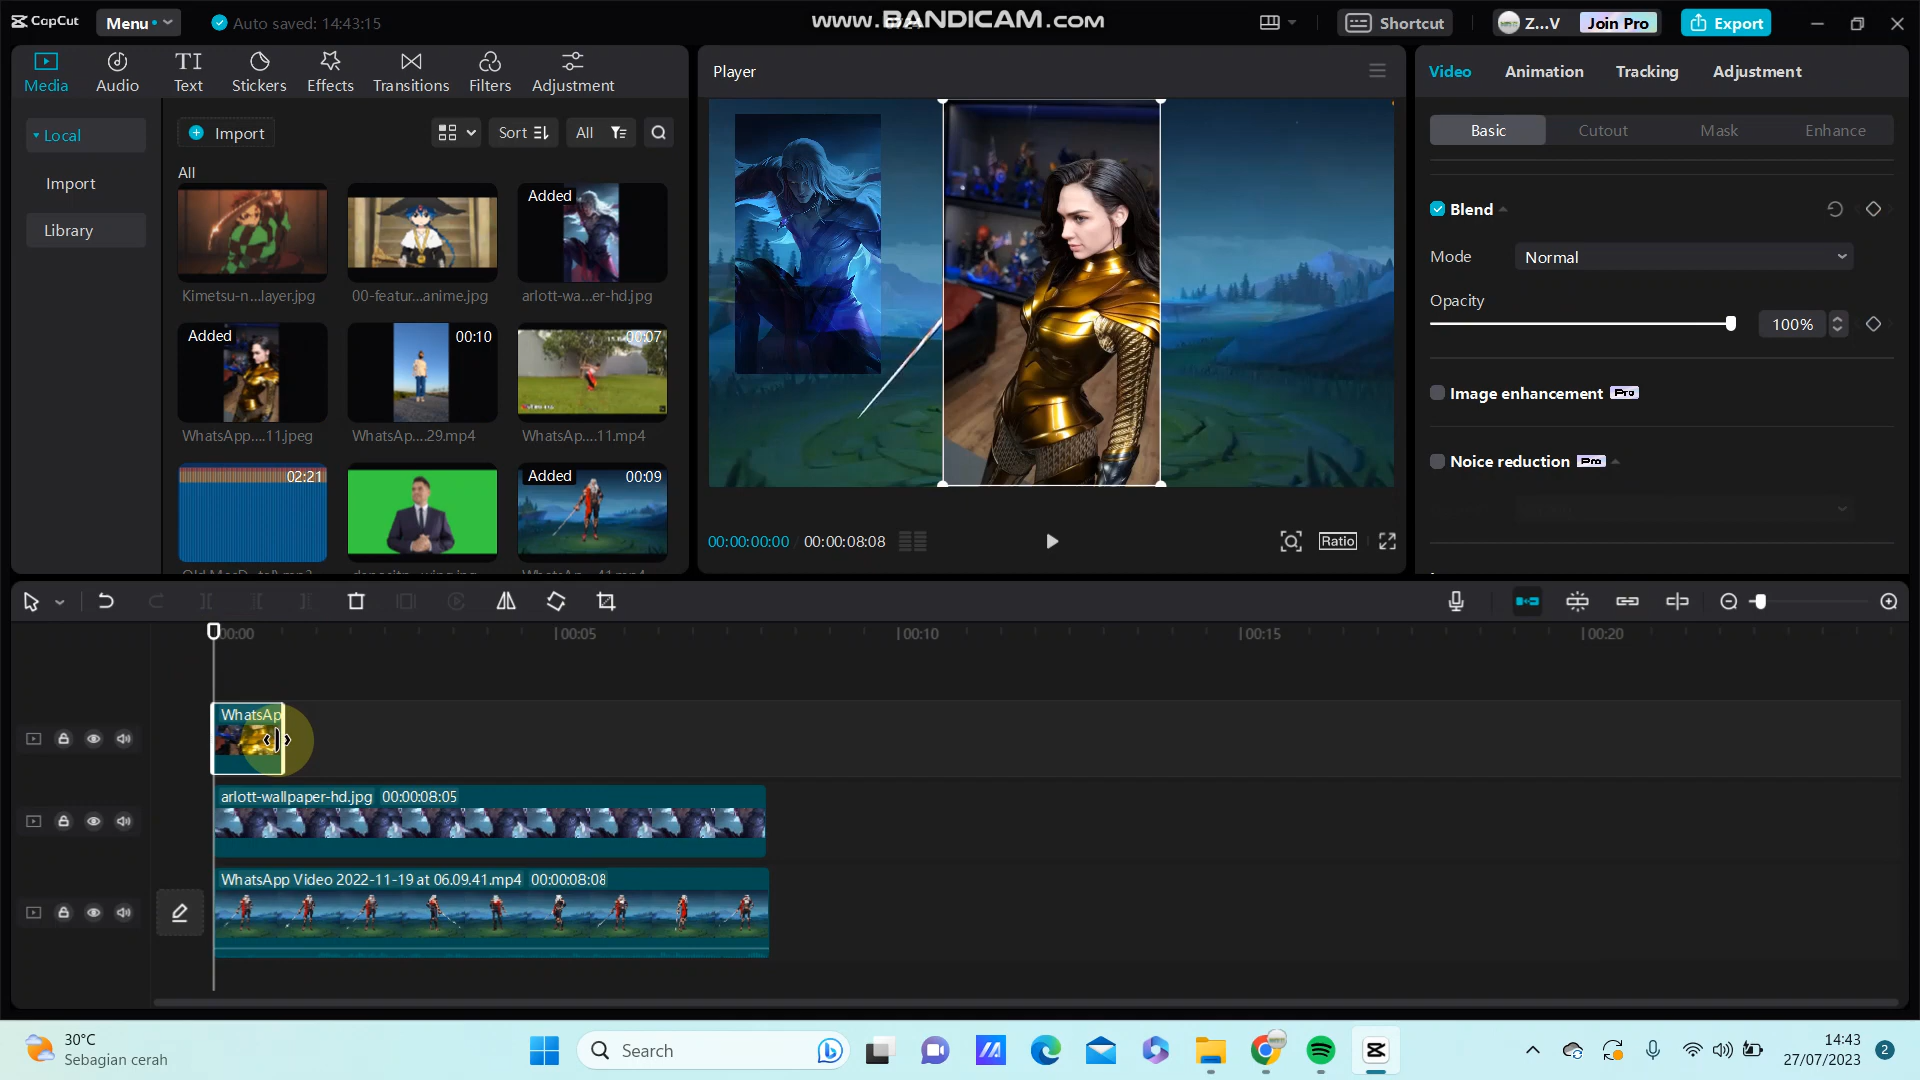 CapCut
Menu
Auto saved: 14:43:15
www.BANDICAM.com
Shortcut
Z...V
Join Pro
Export
Media
Audio
Text
Stickers
Effects
Transitions
Filters
Adjustment
Player
Video
Animation
Tracking
Adjustment
Local
Import
Library
Import
Sort
All
All
Kimetsu-n...layer.jpg
00-featur...anime.jpg
Added
arlott-wa...er-hd.jpg
Added
WhatsApp....11.jpeg
00:10
WhatsAp....29.mp4
00:07
WhatsAp....11.mp4
02:21
Added
00:09
Basic
Cutout
Mask
Enhance
Blend
Mode
Normal
Opacity
100%
Image enhancement
Pro
Noice reduction
Pro
00:00:00:00
00:00:08:08
Ratio
00:00
00:05
00:10
00:15
00:20
WhatsAp
arlott-wallpaper-hd.jpg 00:00:08:05
WhatsApp Video 2022-11-19 at 06.09.41.mp4 00:00:08:08
30°C
Sebagian cerah
Search
14:43
27/07/2023
2